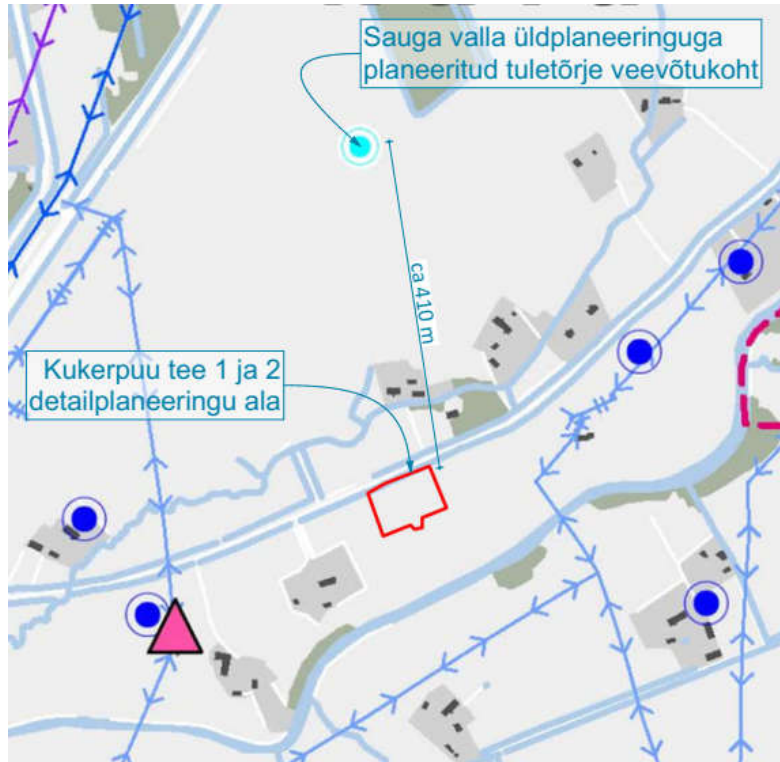 Sauga valla üldplaneeringuga
planeeritud tuletõrje veevõtukoht
ca 410 m
Kukerpuu tee 1 ja 2
detailplaneeringu ala